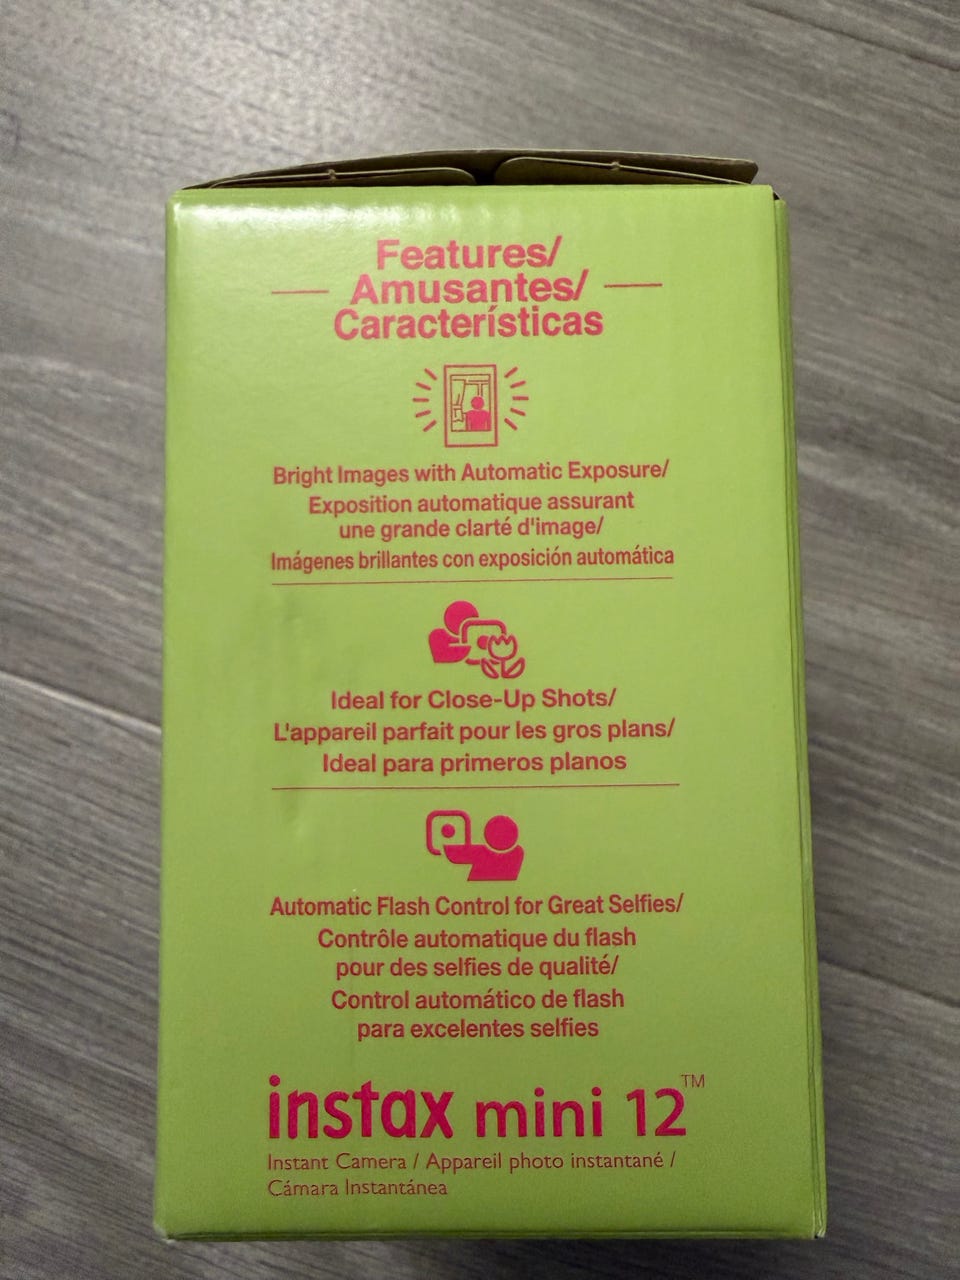 Features/
Amusantes/
Características
Bright Images with Automatic Exposure/
Exposition automatique assurant
une grande clarté d'image/
Imágenes brillantes con exposición automática
Ideal for Close-Up Shots/
L'appareil parfait pour les gros plans/
Ideal para primeros planos
Automatic Flash Control for Great Selfies/
Contrôle automatique du flash
pour des selfies de qualité/
Control automático de flash
para excelentes selfies
instax mini 12™
Instant Camera / Appareil photo instantané /
Cámara Instantánea